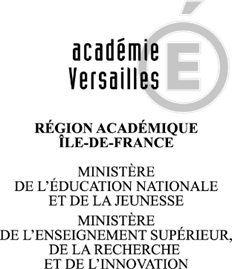 académie
Versailles
É
RÉGION ACADÉMIQUE
ÎLE-DE-FRANCE
MINISTÈRE
DE L'ÉDUCATION NATIONALE
ET DE LA JEUNESSE
MINISTÈRE
DE L'ENSEIGNEMENT SUPÉRIEUR,
DE LA RECHERCHE
ET DE L'INNOVATION